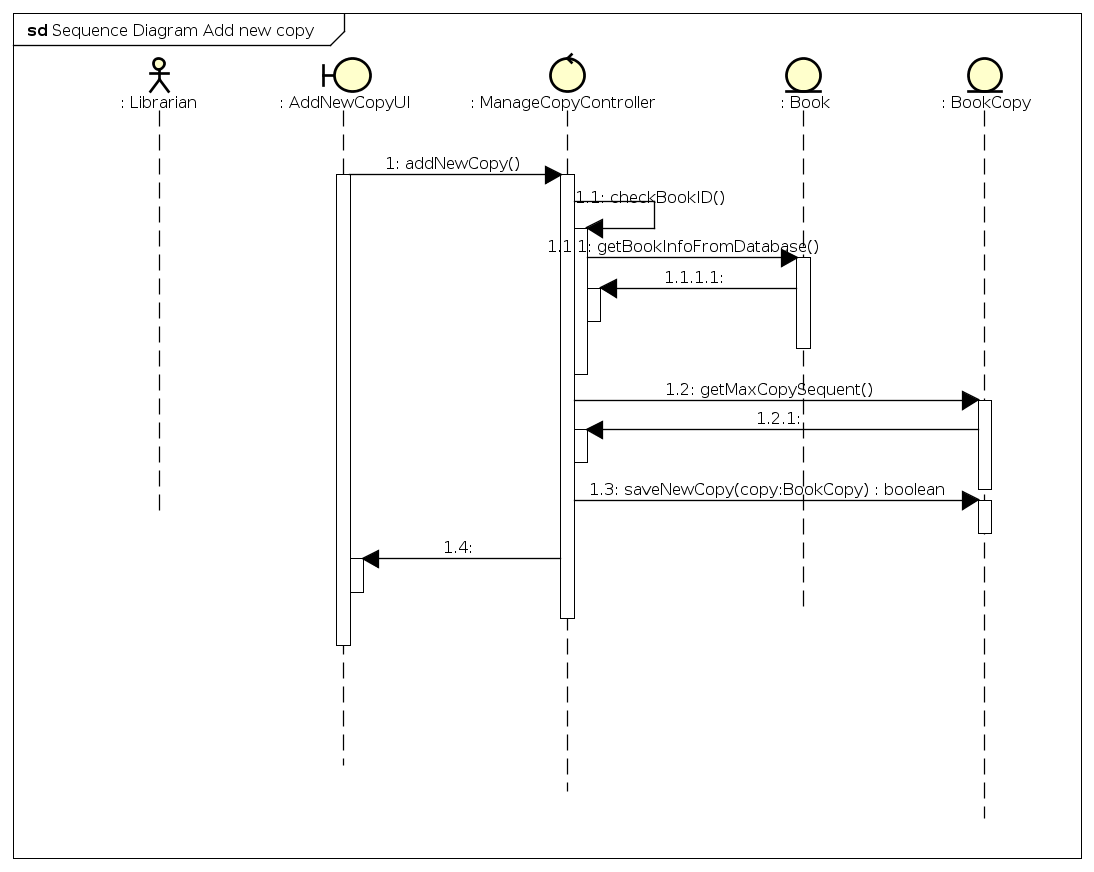 sd Sequence Diagram Add new copy
: Librarian
: AddNewCopyUI
: ManageCopyController
: Book
: BookCopy
1: addNewCopy()
1.1: checkBookID()
1.1.1: getBookInfoFromDatabase()
1.1.1.1:
1.2: getMaxCopySequent()
1.2.1:
1.3: saveNewCopy(copy:BookCopy) : boolean
1.4: